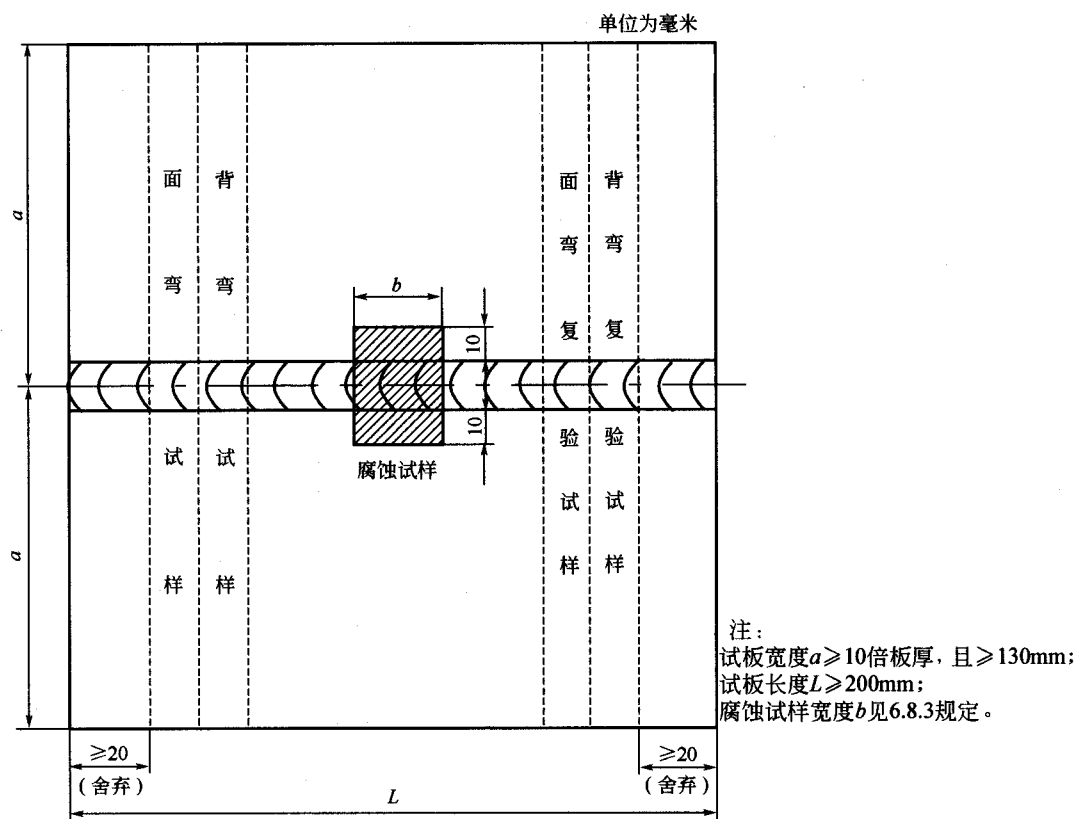 单位为毫米
a
面弯试样
背弯试样
面弯复验试样
背弯复验试样
b
10
10
腐蚀试样
a
注：
试板宽度a≥10倍板厚，且≥130mm；
试板长度L≥200mm；
腐蚀试样宽度b见6.8.3规定。
≥20
（舍弃）
≥20
（舍弃）
L